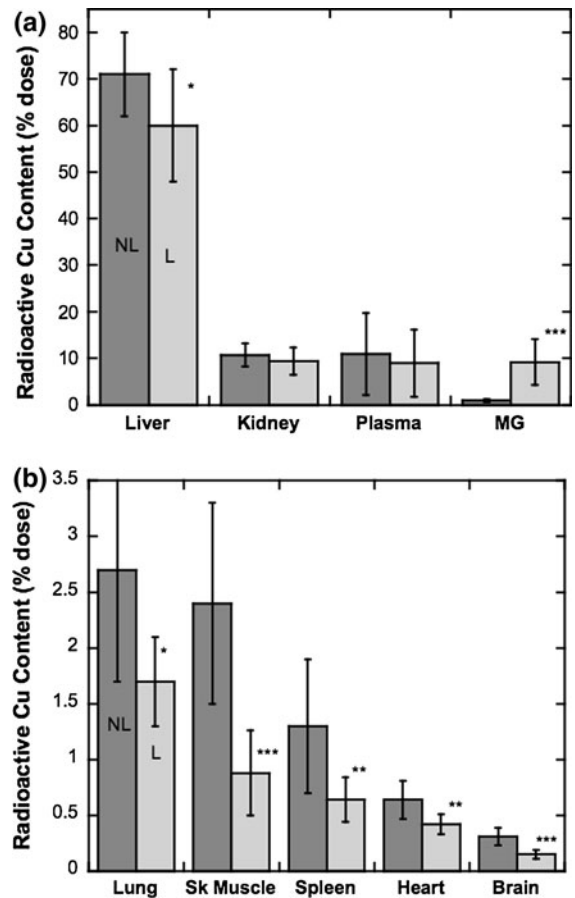 (a)
Radioactive Cu Content (% dose)
80
70
60
50
40
30
20
10
0
NL
L
*
***
Liver Kidney Plasma MG
(b)
Radioactive Cu Content (% dose)
3.5
3
2.5
2
1.5
1
0.5
0
NL
L
*
***
**
**
***
Lung Sk Muscle Spleen Heart Brain